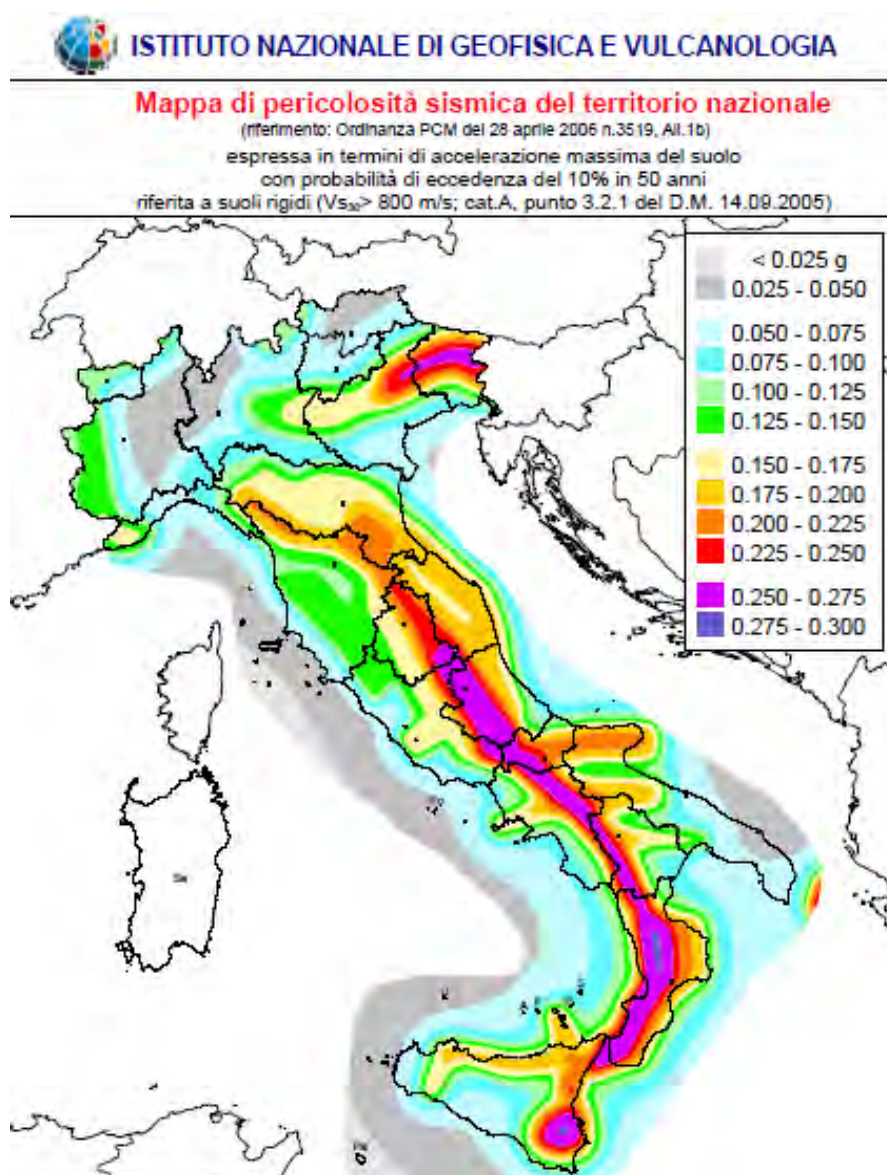 ISTITUTO NAZIONALE DI GEOFISICA E VULCANOLOGIA
Mappa di pericolosità sismica del territorio nazionale
(riferimento: Ordinanza PCM del 28 aprile 2006 n.3519, All.1b)
espressa in termini di accelerazione massima del suolo
con probabilità di eccedenza del 10% in 50 anni
riferita a suoli rigidi (Vs30> 800 m/s; cat.A, punto 3.2.1 del D.M. 14.09.2005)
< 0.025 g
0.025 - 0.050
0.050 - 0.075
0.075 - 0.100
0.100 - 0.125
0.125 - 0.150
0.150 - 0.175
0.175 - 0.200
0.200 - 0.225
0.225 - 0.250
0.250 - 0.275
0.275 - 0.300